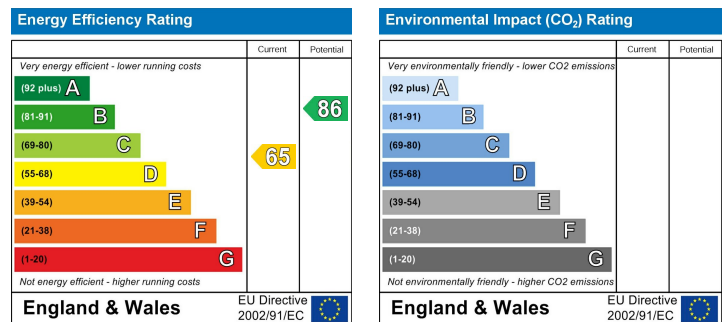 Energy Efficiency Rating
Current Potential
Very energy efficient - lower running costs
(92 plus) A
(81-91) B
86
(69-80) C
65
(55-68) D
(39-54) E
(21-38) F
(1-20) G
Not energy efficient - higher running costs
England & Wales
EU Directive
2002/91/EC
Environmental Impact (CO₂) Rating
Current Potential
Very environmentally friendly - lower CO2 emissions
(92 plus) A
(81-91) B
(69-80) C
(55-68) D
(39-54) E
(21-38) F
(1-20) G
Not environmentally friendly - higher CO2 emissions
England & Wales
EU Directive
2002/91/EC